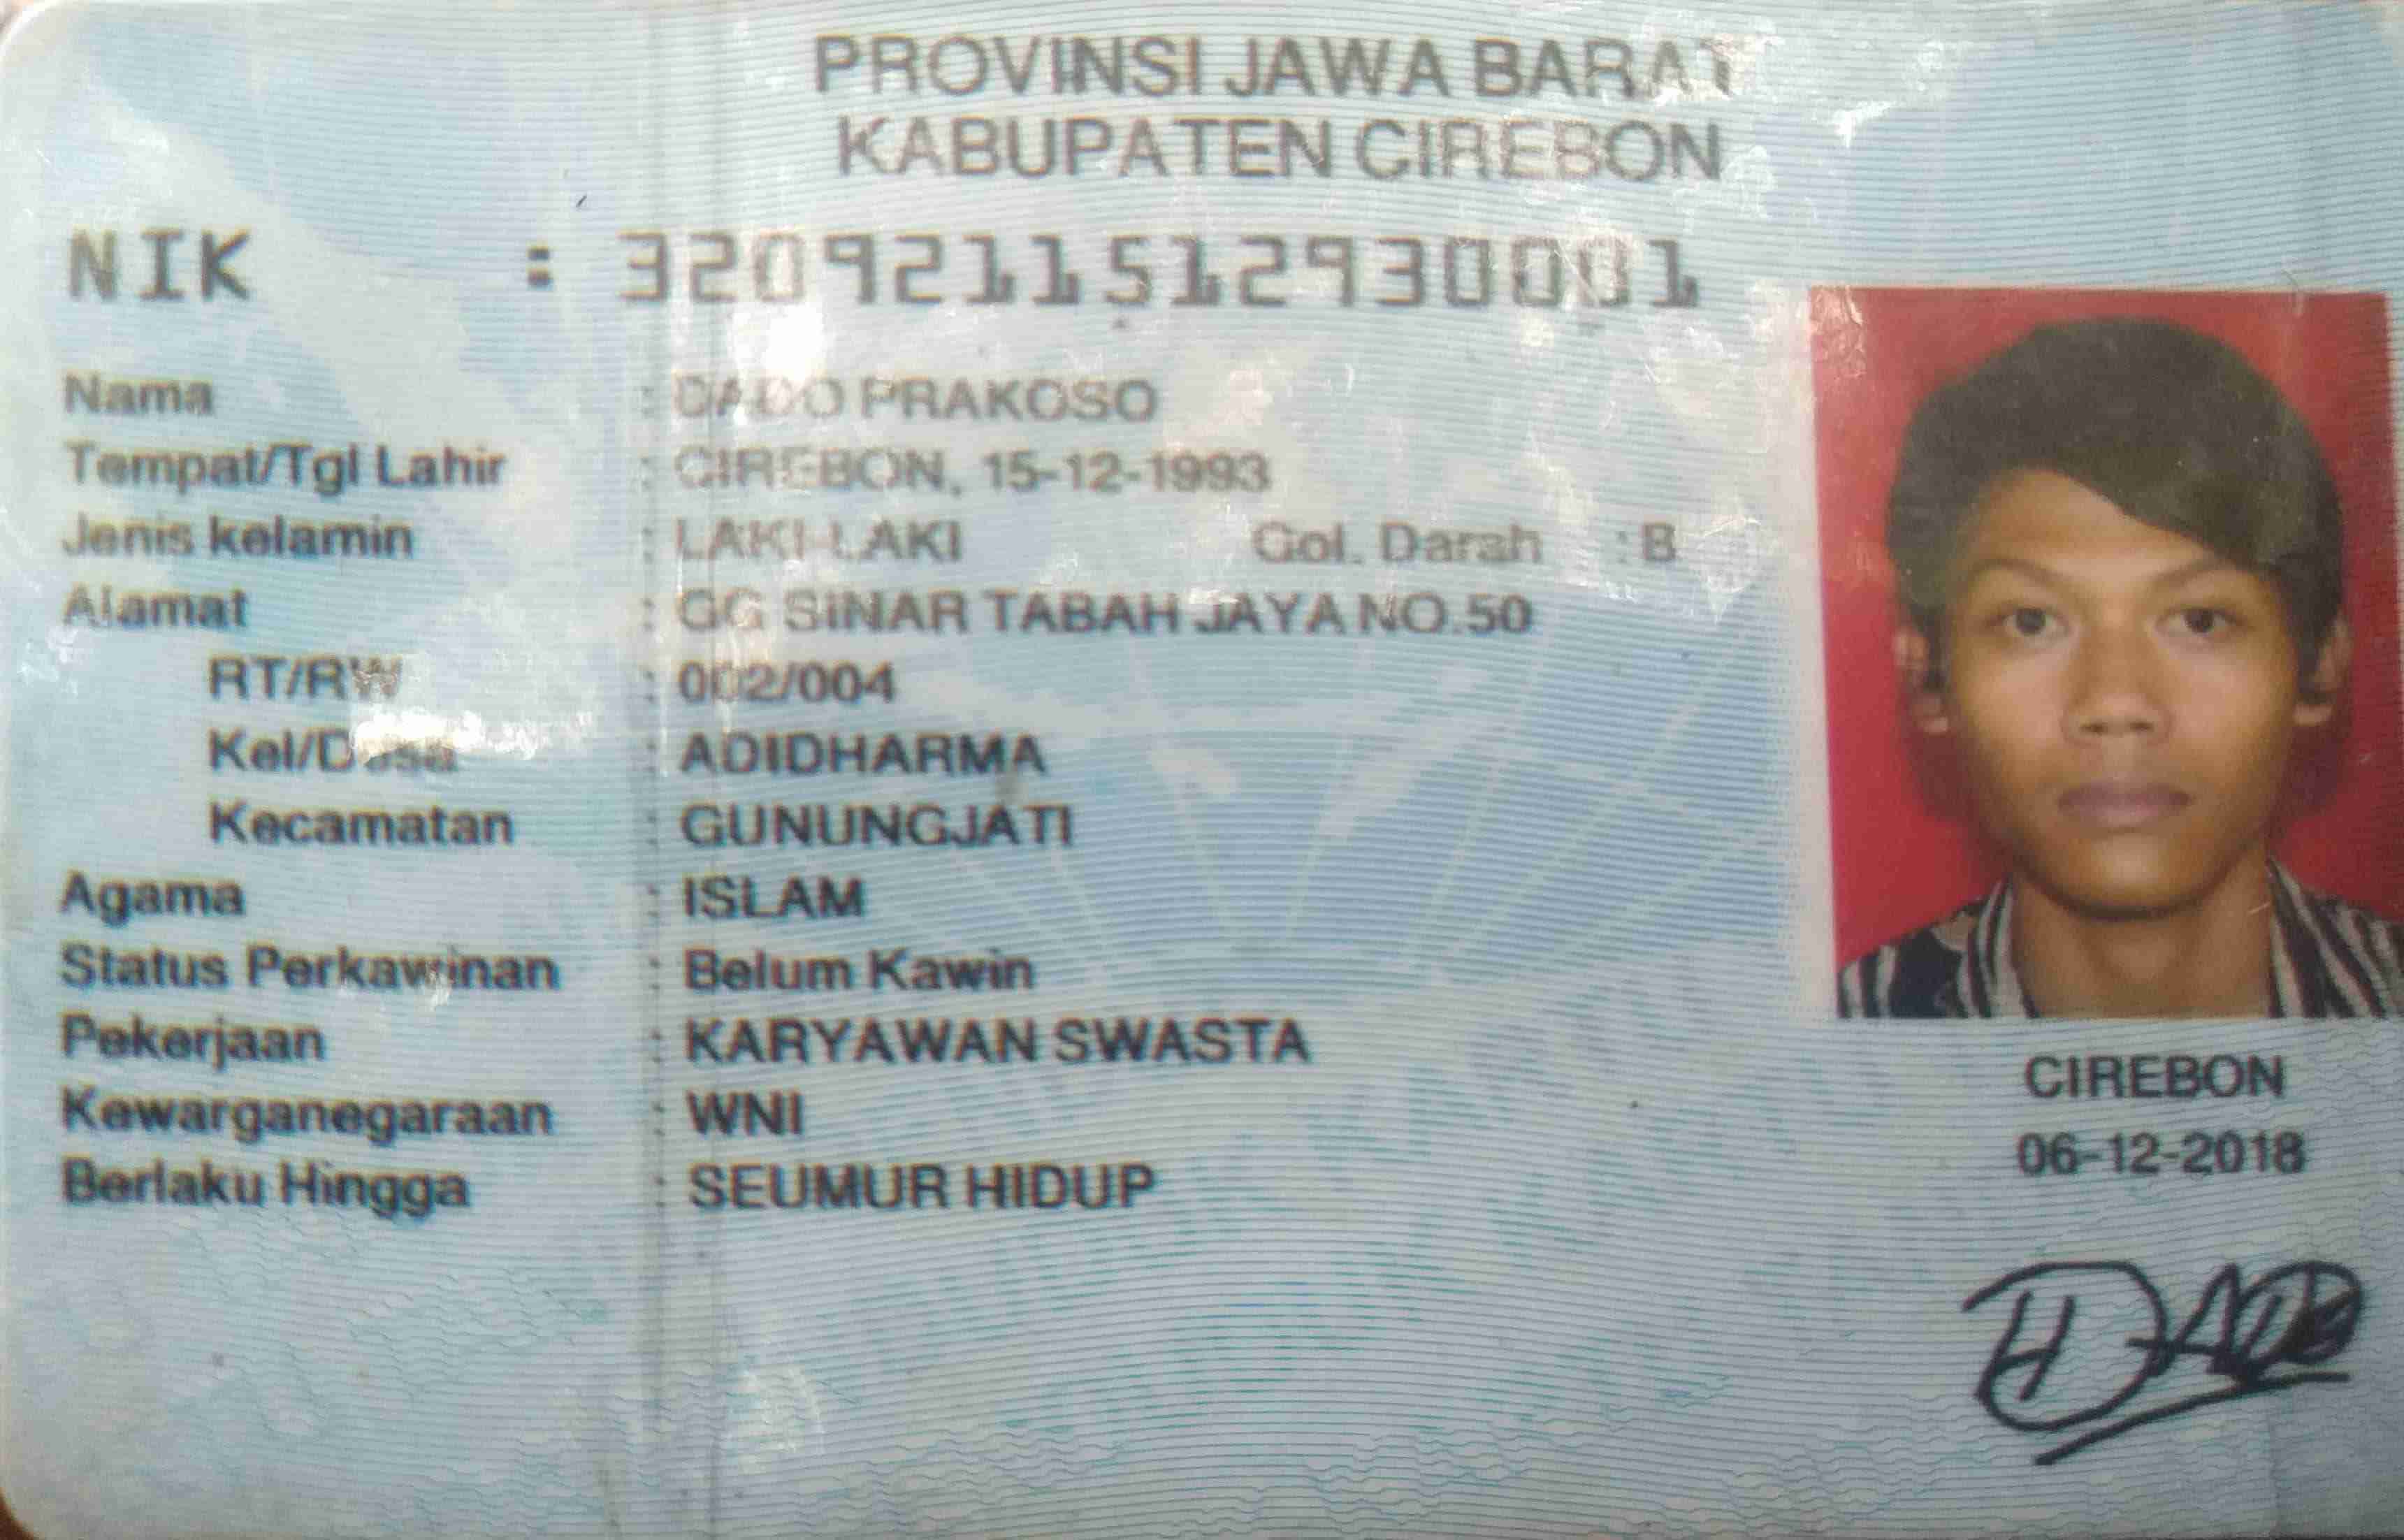 PROVINSI JAWA BARAT
KABUPATEN CIREBON
NIK : 3209211512930001
Nama : DADO PRAKOSO
Tempat/Tgl Lahir : CIREBON, 15-12-1993
Jenis kelamin : LAKI-LAKI Gol. Darah : B
Alamat : GG SINAR TABAH JAYA NO.50
RT/RW : 002/004
Kel/Desa : ADIDHARMA
Kecamatan : GUNUNGJATI
Agama : ISLAM
Status Perkawinan : Belum Kawin
Pekerjaan : KARYAWAN SWASTA
Kewarganegaraan : WNI
Berlaku Hingga : SEUMUR HIDUP
CIREBON
06-12-2018